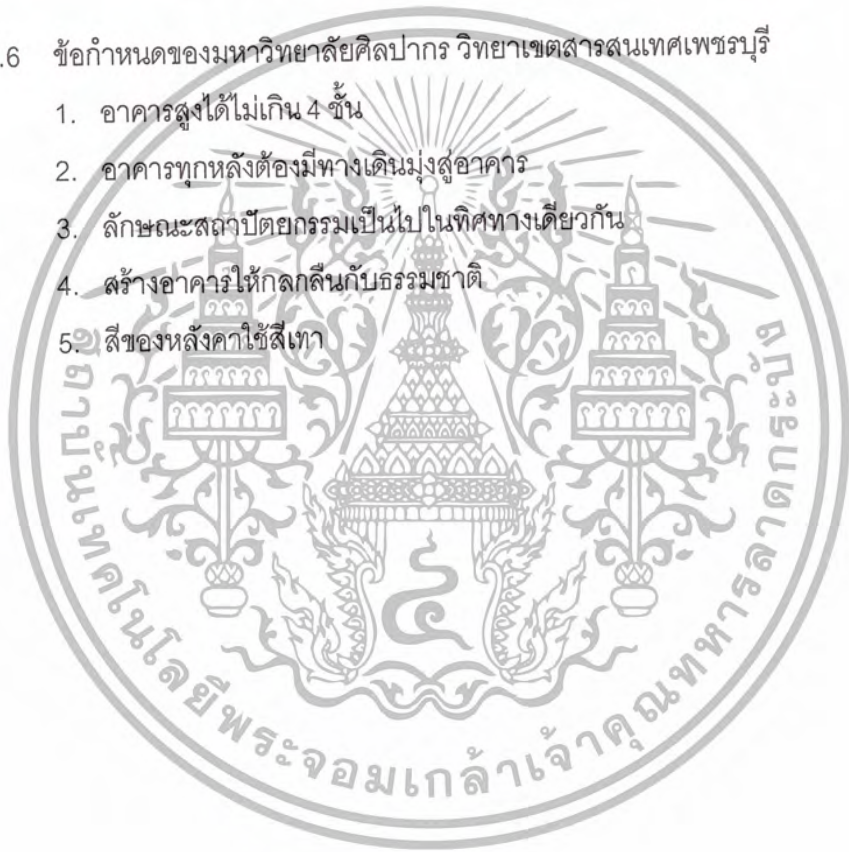 .6 ข้อกำหนดของมหาวิทยาลัยศิลปากร วิทยาเขตสารสนเทศเพชรบุรี
1. อาคารสูงได้ไม่เกิน 4 ชั้น
2. อาคารทุกหลังต้องมีทางเดินมุ่งสู่อาคาร
3. ลักษณะสถาปัตยกรรมเป็นไปในทิศทางเดียวกัน
4. สร้างอาคารให้กลกลืนกับธรรมชาติ
5. สีของหลังคาใช้สีเทา
สถาบันเทคโนโลยีพระจอมเกล้าเจ้าคุณทหารลาดกระบัง
๔